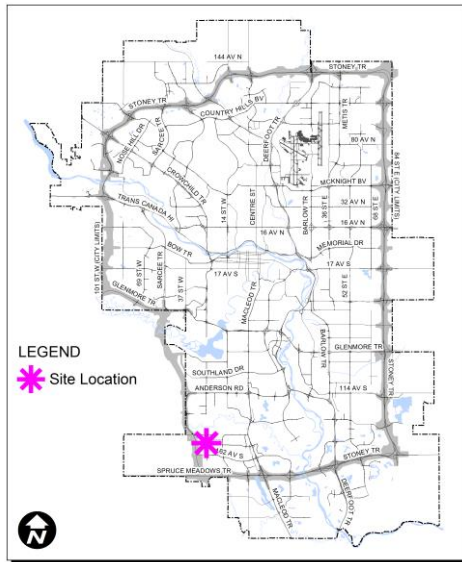 144 AV N
STONEY TR
STONEY TR
COUNTRY HILLS BV
NOSE HILL DR
SARCEE TR
DEERFOOT TR
METIS TR
80 AV N
CROWCHILD TR
14 ST W
CENTRE ST
BARLOW TR
36 ST E
MCKNIGHT BV
32 AV N
68 ST E
84 ST E (CITY LIMITS)
TRANS CANADA HI
16 AV N
16 AV N
MEMORIAL DR
BOW TR
17 AV S
17 AV S
101 ST W (CITY LIMITS)
69 ST W
SARCEE TR
37 ST W
MACLEOD TR
52 ST E
GLENMORE TR
BARLOW TR
GLENMORE TR
SOUTHLAND DR
ANDERSON RD
114 AV S
STONEY TR
162 AV S
STONEY TR
SPRUCE MEADOWS TR
MACLEOD TR
DEERFOOT TR
LEGEND
Site Location
N